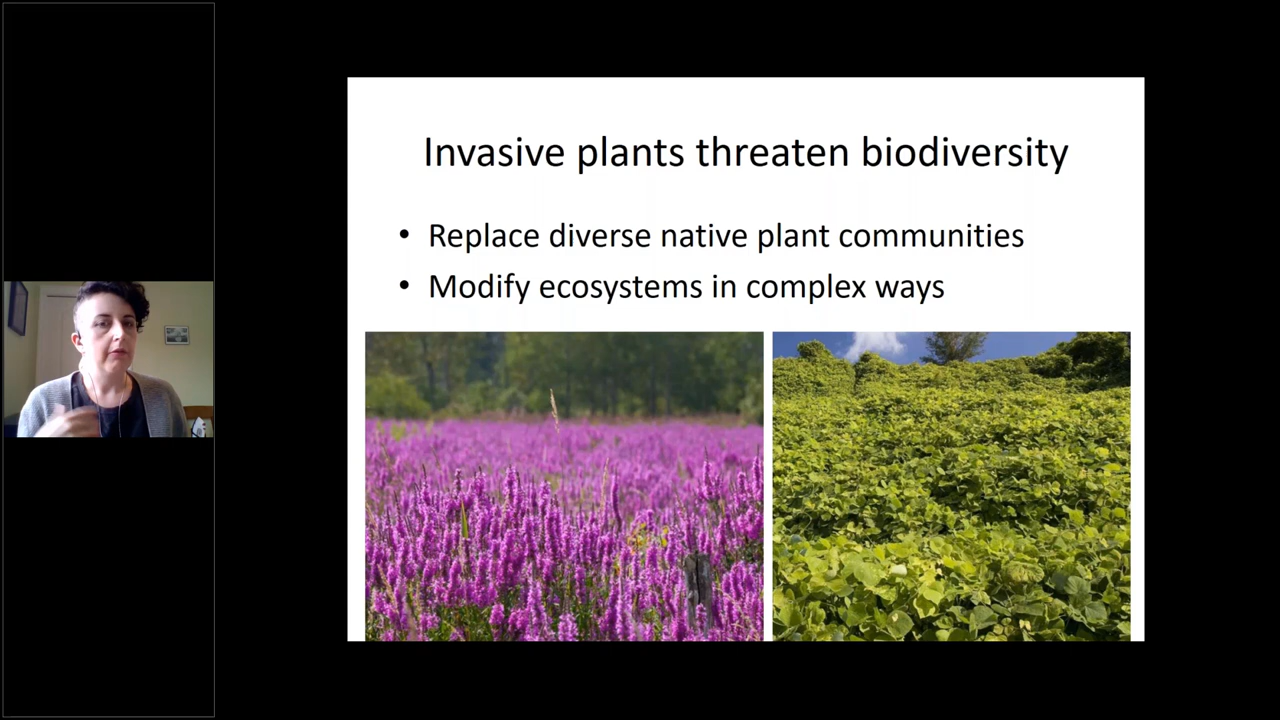 Invasive plants threaten biodiversity
• Replace diverse native plant communities
• Modify ecosystems in complex ways